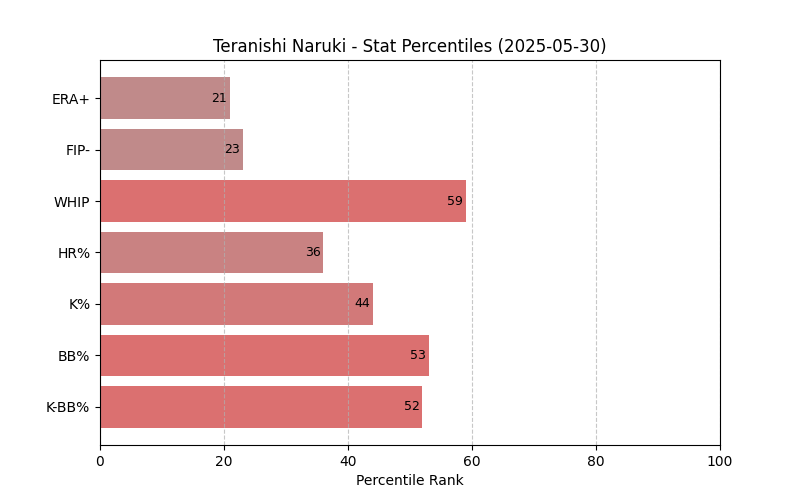 Teranishi Naruki - Stat Percentiles (2025-05-30)
ERA+ 21
FIP- 23
WHIP 59
HR% 36
K% 44
BB% 53
K-BB% 52
0 20 40 60 80 100
Percentile Rank